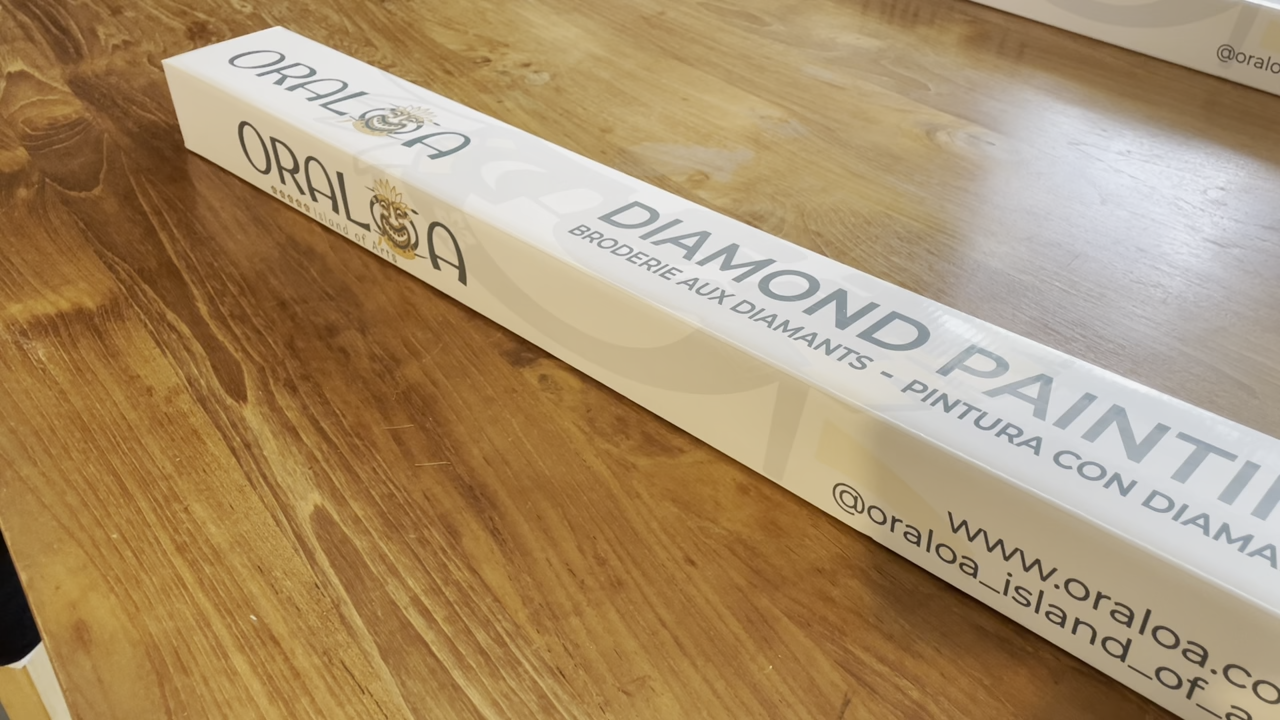 ORALOA
DIAMOND PAINTI
BRODERIE AUX DIAMANTS - PINTURA CON DIAMA
ORALOA
Island of Arts
www.oraloa.co
@oraloa_island_of_a
@oralo